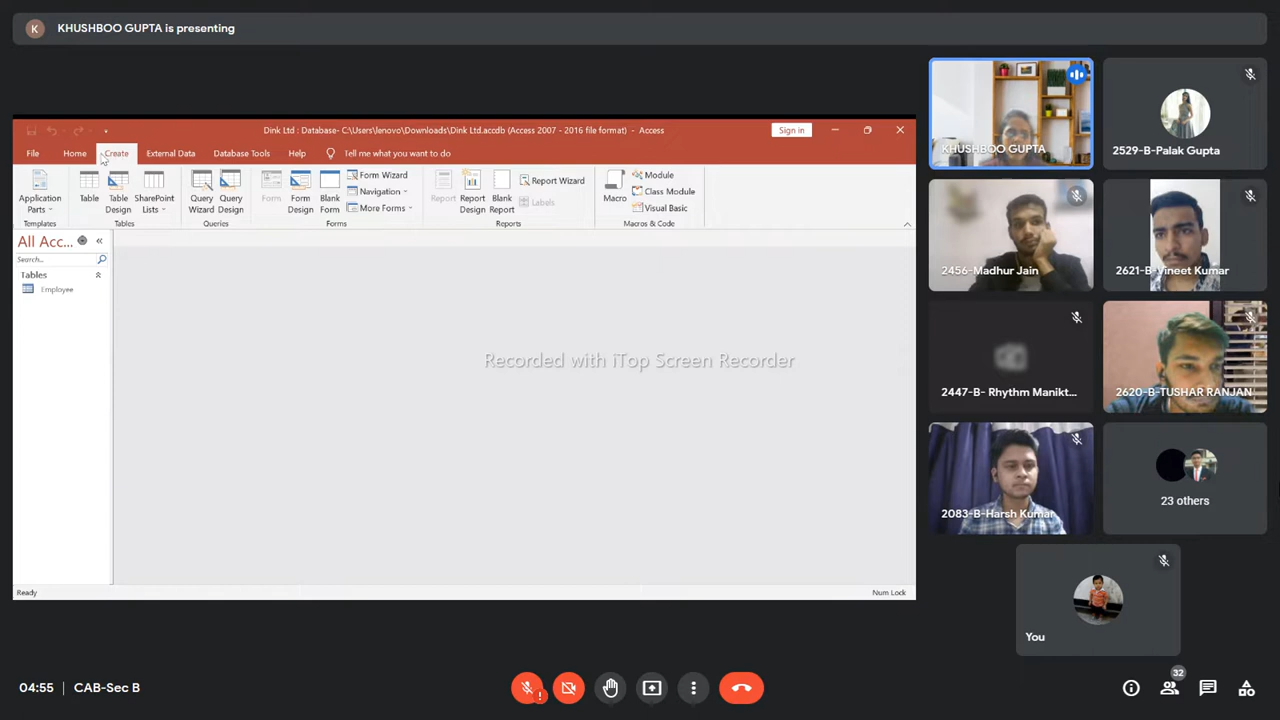 K KHUSHBOO GUPTA is presenting
Dink Ltd : Database- C:\Users\lenovo\Downloads\Dink Ltd.accdb (Access 2007 - 2016 file format) - Access
Sign in
File Home Create External Data Database Tools Help Tell me what you want to do
Application Parts
Templates
Table
Table Design
SharePoint Lists
Tables
Query Wizard
Query Design
Queries
Form
Form Design
Blank Form
Form Wizard
Navigation
More Forms
Forms
Report
Report Design
Blank Report
Report Wizard
Labels
Reports
Macro
Module
Class Module
Visual Basic
Macros & Code
All Acc...
Search...
Tables
Employee
Recorded with iTop Screen Recorder
Ready
Num Lock
KHUSHBOO GUPTA
2529-B-Palak Gupta
2456-Madhur Jain
2621-B-Vineet Kumar
2447-B- Rhythm Manikt...
2620-B-TUSHAR RANJAN
2083-B-Harsh Kumar
23 others
You
04:55 CAB-Sec B
32